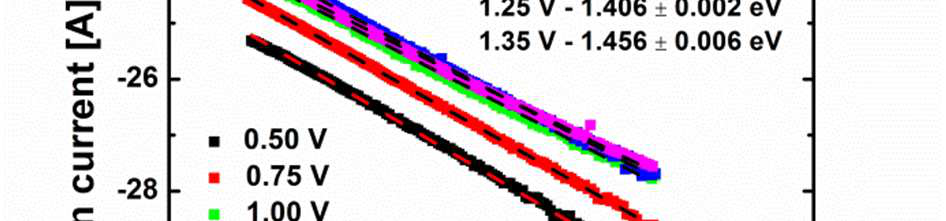 1.25 V - 1.406 ± 0.002 eV
1.35 V - 1.456 ± 0.006 eV
-26
0.50 V
0.75 V
-28
1.00 V
current [A]